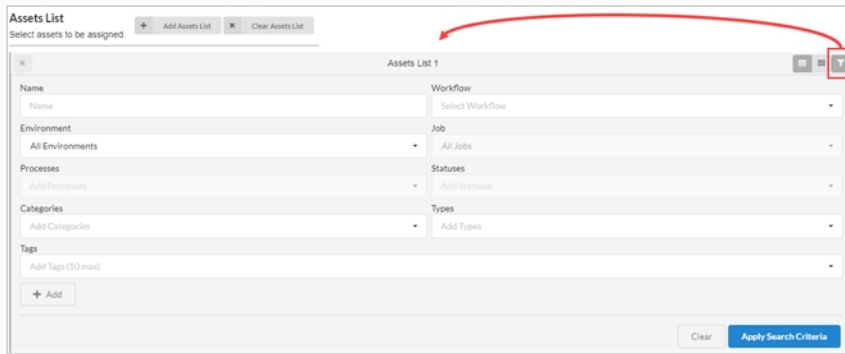 Assets List
Select assets to be assigned.
+ Add Assets List
× Clear Assets List
× Assets List 1
Name
Name
Workflow
Select Workflow
Environment
All Environments
Job
All Jobs
Processes
Add Processes
Statuses
Add Statuses
Categories
Add Categories
Types
Add Types
Tags
Add Tags (10 max)
+ Add
Clear
Apply Search Criteria